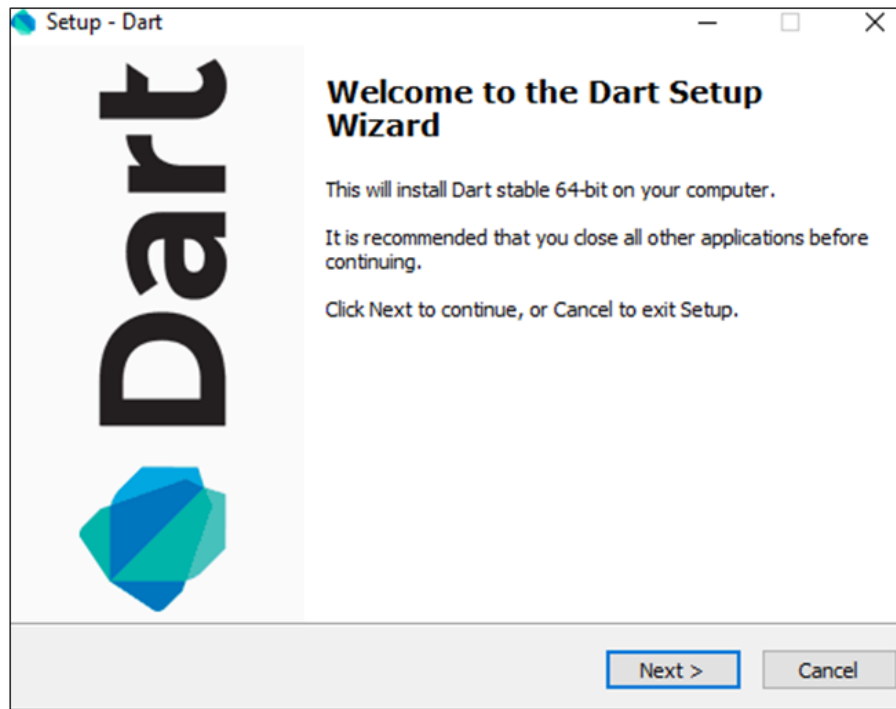 Setup - Dart
Dart
Welcome to the Dart Setup
Wizard
This will install Dart stable 64-bit on your computer.
It is recommended that you close all other applications before
continuing.
Click Next to continue, or Cancel to exit Setup.
Next >
Cancel